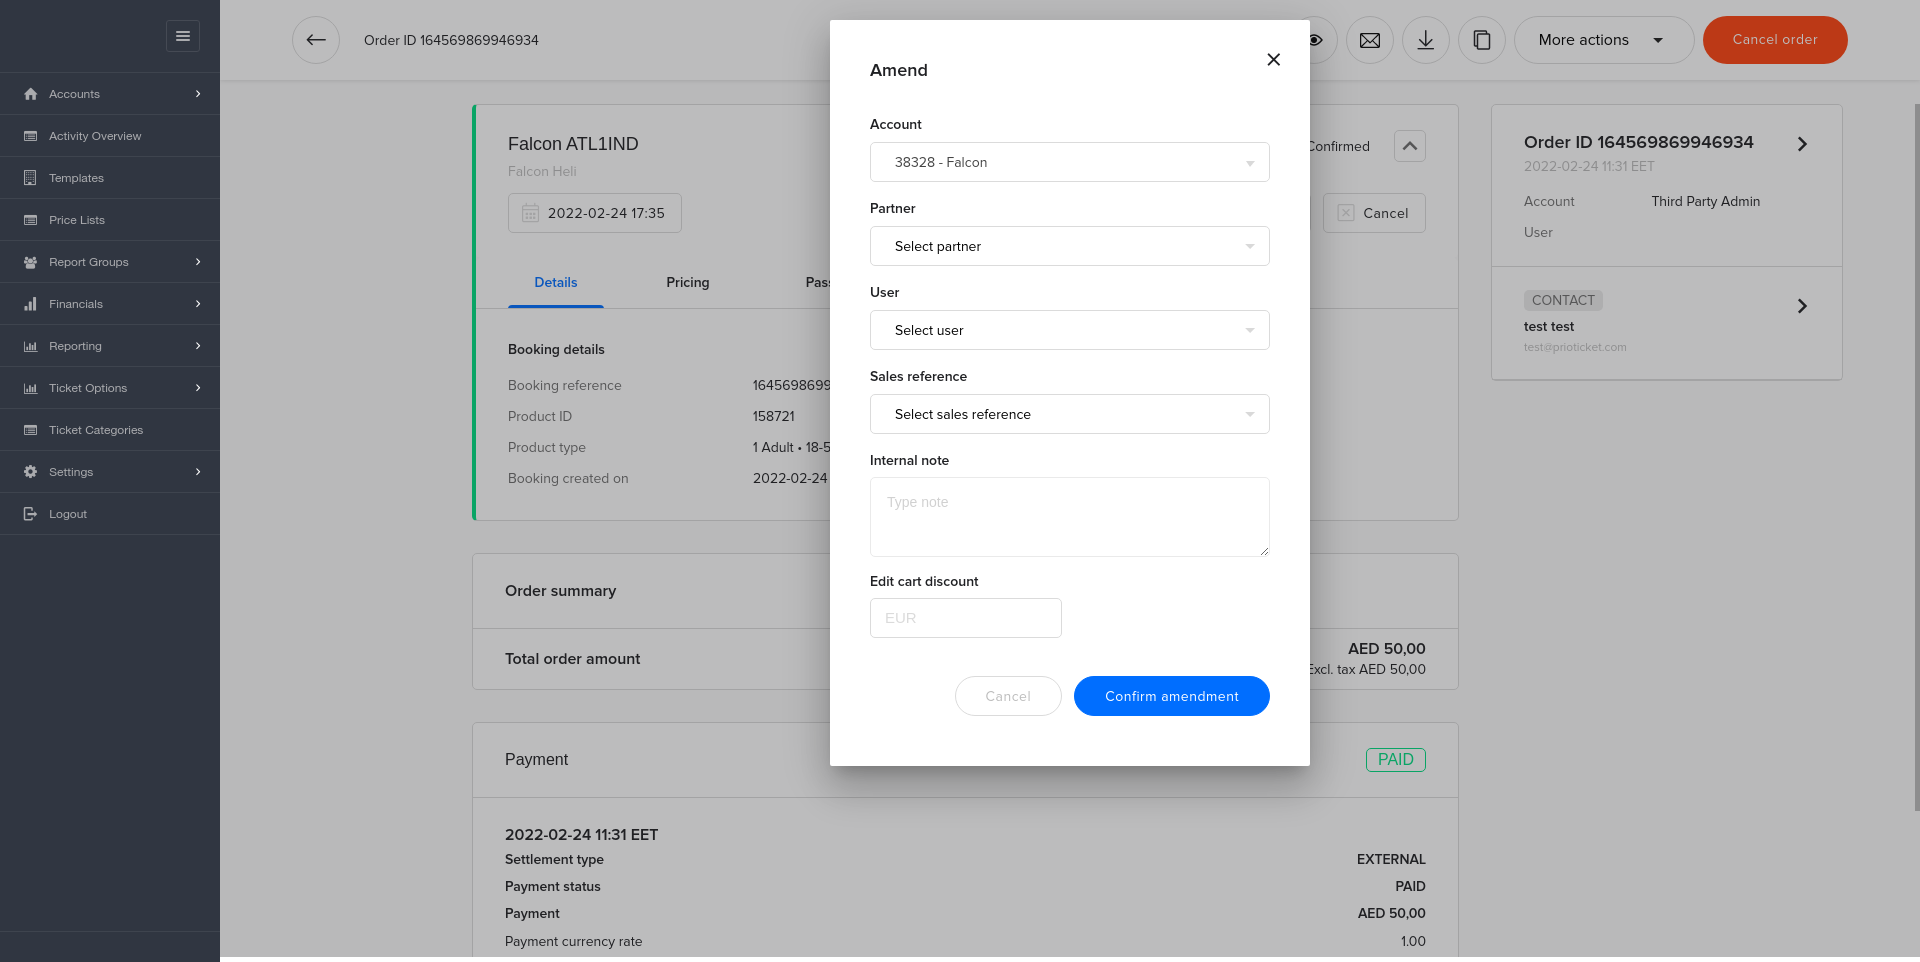 Order ID 164569869946934
More actions
Cancel order
Accounts
Activity Overview
Templates
Price Lists
Report Groups
Financials
Reporting
Ticket Options
Ticket Categories
Settings
Logout
Falcon ATL1IND
Falcon Heli
2022-02-24 17:35
Confirmed
Cancel
Details
Pricing
Pass
Booking details
Booking reference 1645698699
Product ID 158721
Product type 1 Adult • 18-5
Booking created on 2022-02-24
Order summary
Total order amount
AED 50,00
Excl. tax AED 50,00
Payment
PAID
2022-02-24 11:31 EET
Settlement type EXTERNAL
Payment status PAID
Payment AED 50,00
Payment currency rate 1.00
Amend
Account
38328 - Falcon
Partner
Select partner
User
Select user
Sales reference
Select sales reference
Internal note
Type note
Edit cart discount
EUR
Cancel
Confirm amendment
Order ID 164569869946934
2022-02-24 11:31 EET
Account Third Party Admin
User
CONTACT
test test
test@prioticket.com